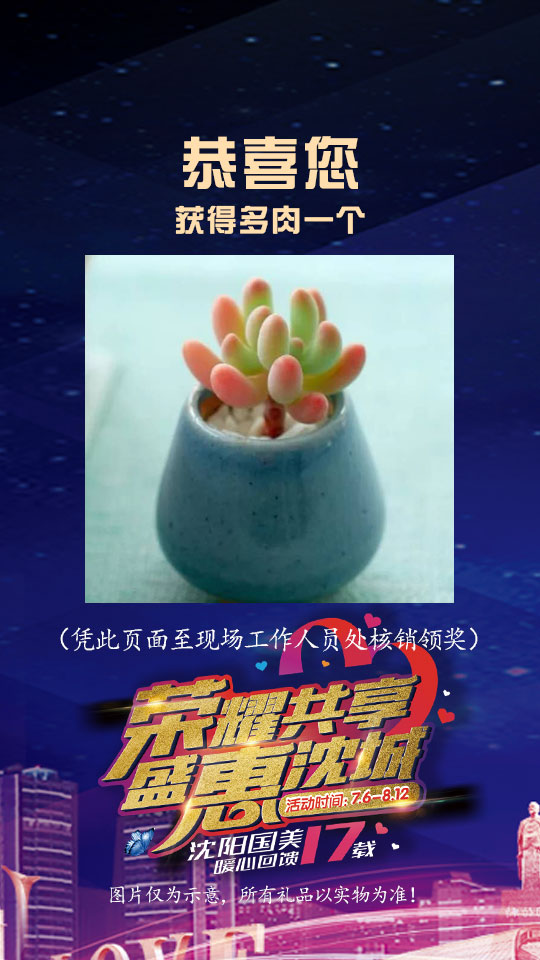 恭喜您
获得多肉一个
（凭此页面至现场工作人员处核销领奖）
荣耀共享
盛惠沈城
活动时间：7.6-8.12
沈阳国美
暖心回馈17载
图片仅为示意，所有礼品以实物为准！
LOVE